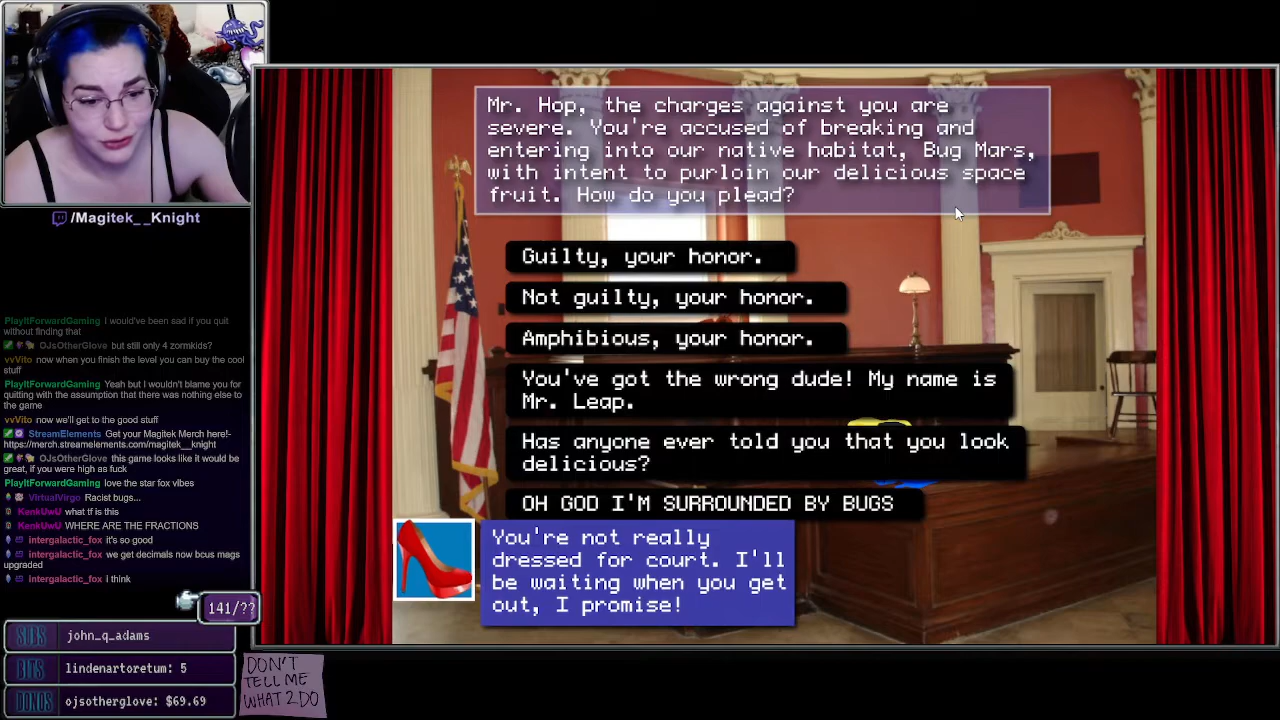 Mr. Hop, the charges against you are
severe. You're accused of breaking and
entering into our native habitat, Bug Mars,
with intent to purloin our delicious space
fruit. How do you plead?
/Magitek__Knight
Guilty, your honor.
Not guilty, your honor.
Amphibious, your honor.
You've got the wrong dude! My name is
Mr. Leap.
Has anyone ever told you that you look
delicious?
OH GOD I'M SURROUNDED BY BUGS
You're not really
dressed for court. I'll
be waiting when you get
out, I promise!
PlayItForwardGaming I would've been sad if you quit
without finding that
OJsOtherGlove but still only 4 zormkids?
vvVito now when you finish the level you can buy the cool
stuff
PlayItForwardGaming Yeah but I wouldn't blame you for
quitting with the assumption that there was nothing else to
the game
vvVito now we'll get to the good stuff
StreamElements Get your Magitek Merch here!-
https://merch.streamelements.com/magitek__knight
OJsOtherGlove this game looks like it would be
great, if you were high as fuck
PlayItForwardGaming love the star fox vibes
VirtualVirgo Racist bugs...
KenkUwU what tf is this
KenkUwU WHERE ARE THE FRACTIONS
intergalactic_fox it's so good
intergalactic_fox we get decimals now bcus mags
upgraded
intergalactic_fox i think
141/??
SUBS john_q_adams
BITS lindenartoretum: 5
DONOS ojsotherglove: $69.69
DON'T
TELL ME
WHAT 2 DO